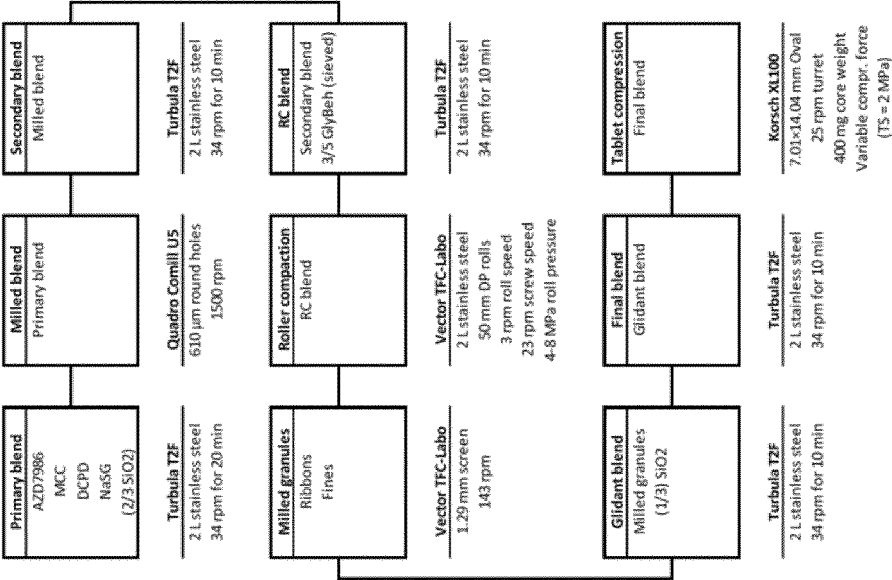 Primary blend
AZD7986
MCC
DCPD
NaSG
(2/3 SiO2)
Turbula T2F
2 L stainless steel
34 rpm for 20 min
Milled blend
Primary blend
Quadro Comill U5
610 µm round holes
1500 rpm
Secondary blend
Milled blend
Turbula T2F
2 L stainless steel
34 rpm for 10 min
RC blend
Secondary blend
3/5 GlyBeh (sieved)
Turbula T2F
2 L stainless steel
34 rpm for 10 min
Roller compaction
RC blend
Vector TFC-Labo
2 L stainless steel
50 mm DP rolls
3 rpm roll speed
23 rpm screw speed
4-8 MPa roll pressure
Milled granules
Ribbons
Fines
Vector TFC-Labo
1.29 mm screen
143 rpm
Glidant blend
Milled granules
(1/3) SiO2
Turbula T2F
2 L stainless steel
34 rpm for 10 min
Final blend
Glidant blend
Turbula T2F
2 L stainless steel
34 rpm for 10 min
Tablet compression
Final blend
Korsch XL100
7.01×14.04 mm Oval
25 rpm turret
400 mg core weight
Variable compr. force
(TS = 2 MPa)